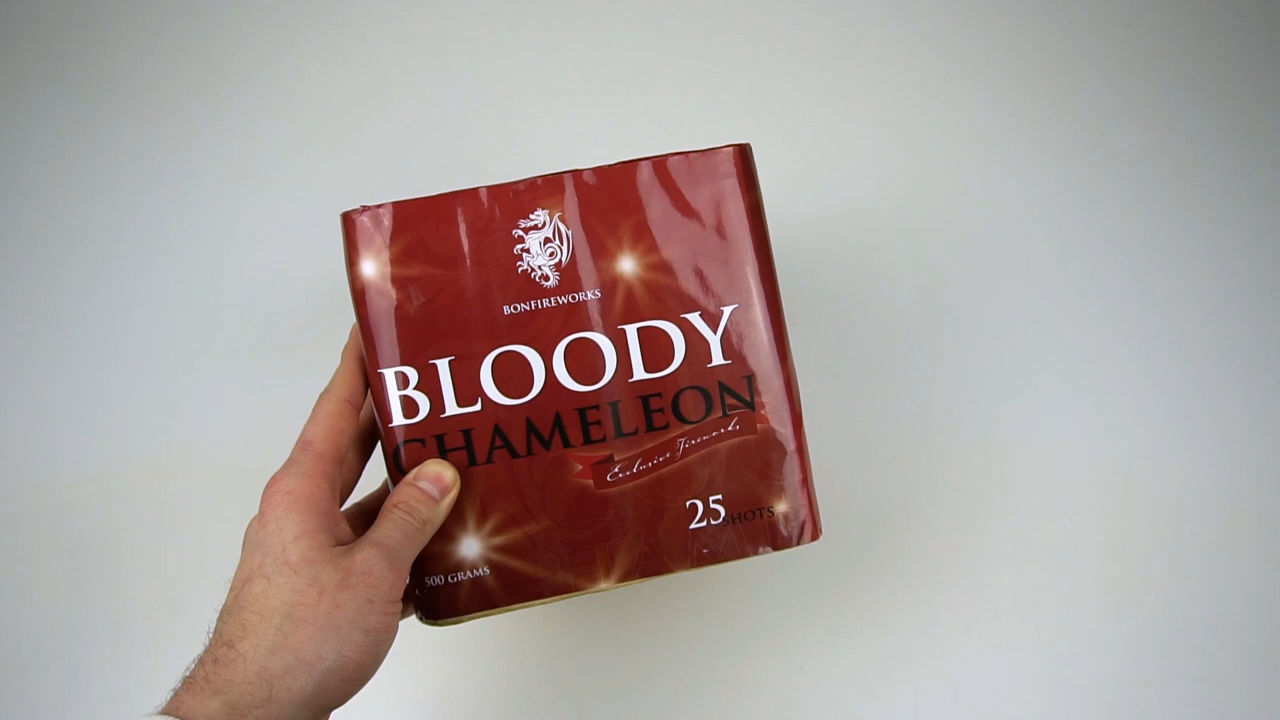 BONFIREWORKS
BLOODY
CHAMELEON
Exclusive Fireworks
25 SHOTS
500 GRAMS